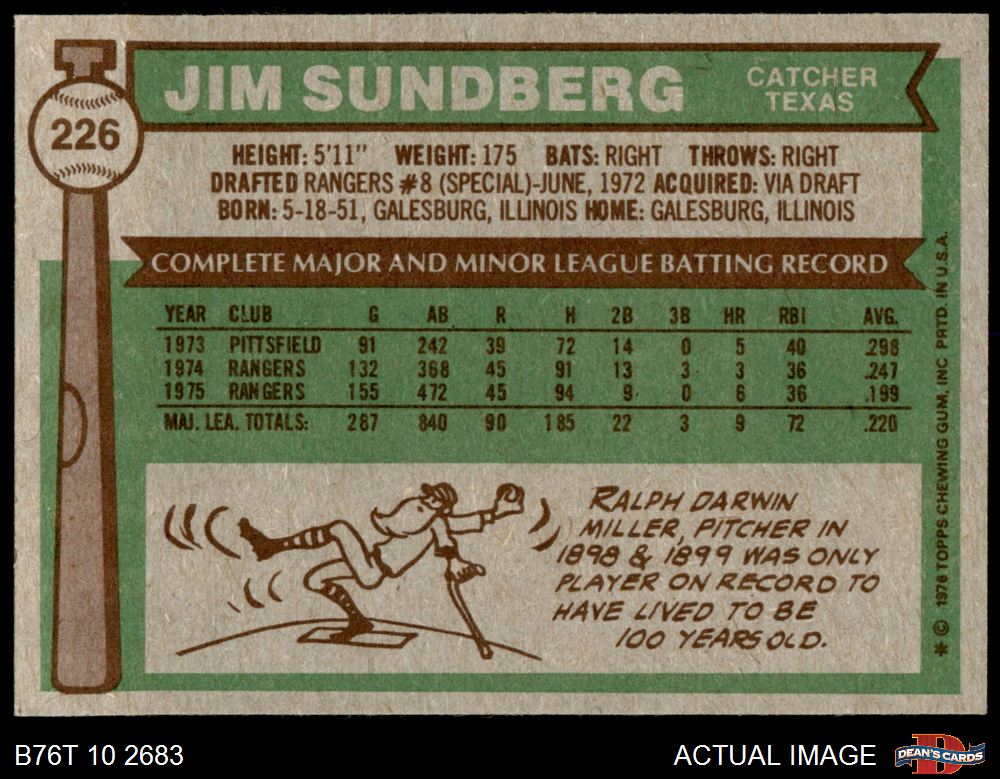 JIM SUNDBERG
CATCHER
TEXAS
226
HEIGHT: 5'11" WEIGHT: 175 BATS: RIGHT THROWS: RIGHT
DRAFTED RANGERS #8 (SPECIAL)-JUNE, 1972 ACQUIRED: VIA DRAFT
BORN: 5-18-51, GALESBURG, ILLINOIS HOME: GALESBURG, ILLINOIS
COMPLETE MAJOR AND MINOR LEAGUE BATTING RECORD
YEAR CLUB G AB R H 2B 3B HR RBI AVG.
1973 PITTSFIELD 91 242 39 72 14 0 5 40 .298
1974 RANGERS 132 368 45 91 13 3 3 36 .247
1975 RANGERS 155 472 45 94 9 0 6 36 .199
MAJ. LEA. TOTALS: 287 840 90 185 22 3 9 72 .220
RALPH DARWIN
MILLER, PITCHER IN
1898 & 1899 WAS ONLY
PLAYER ON RECORD TO
HAVE LIVED TO BE
100 YEARS OLD.
* © 1976 TOPPS CHEWING GUM, INC. PRTD. IN U.S.A.
B76T 10 2683
ACTUAL IMAGE
DEAN'S CARDS